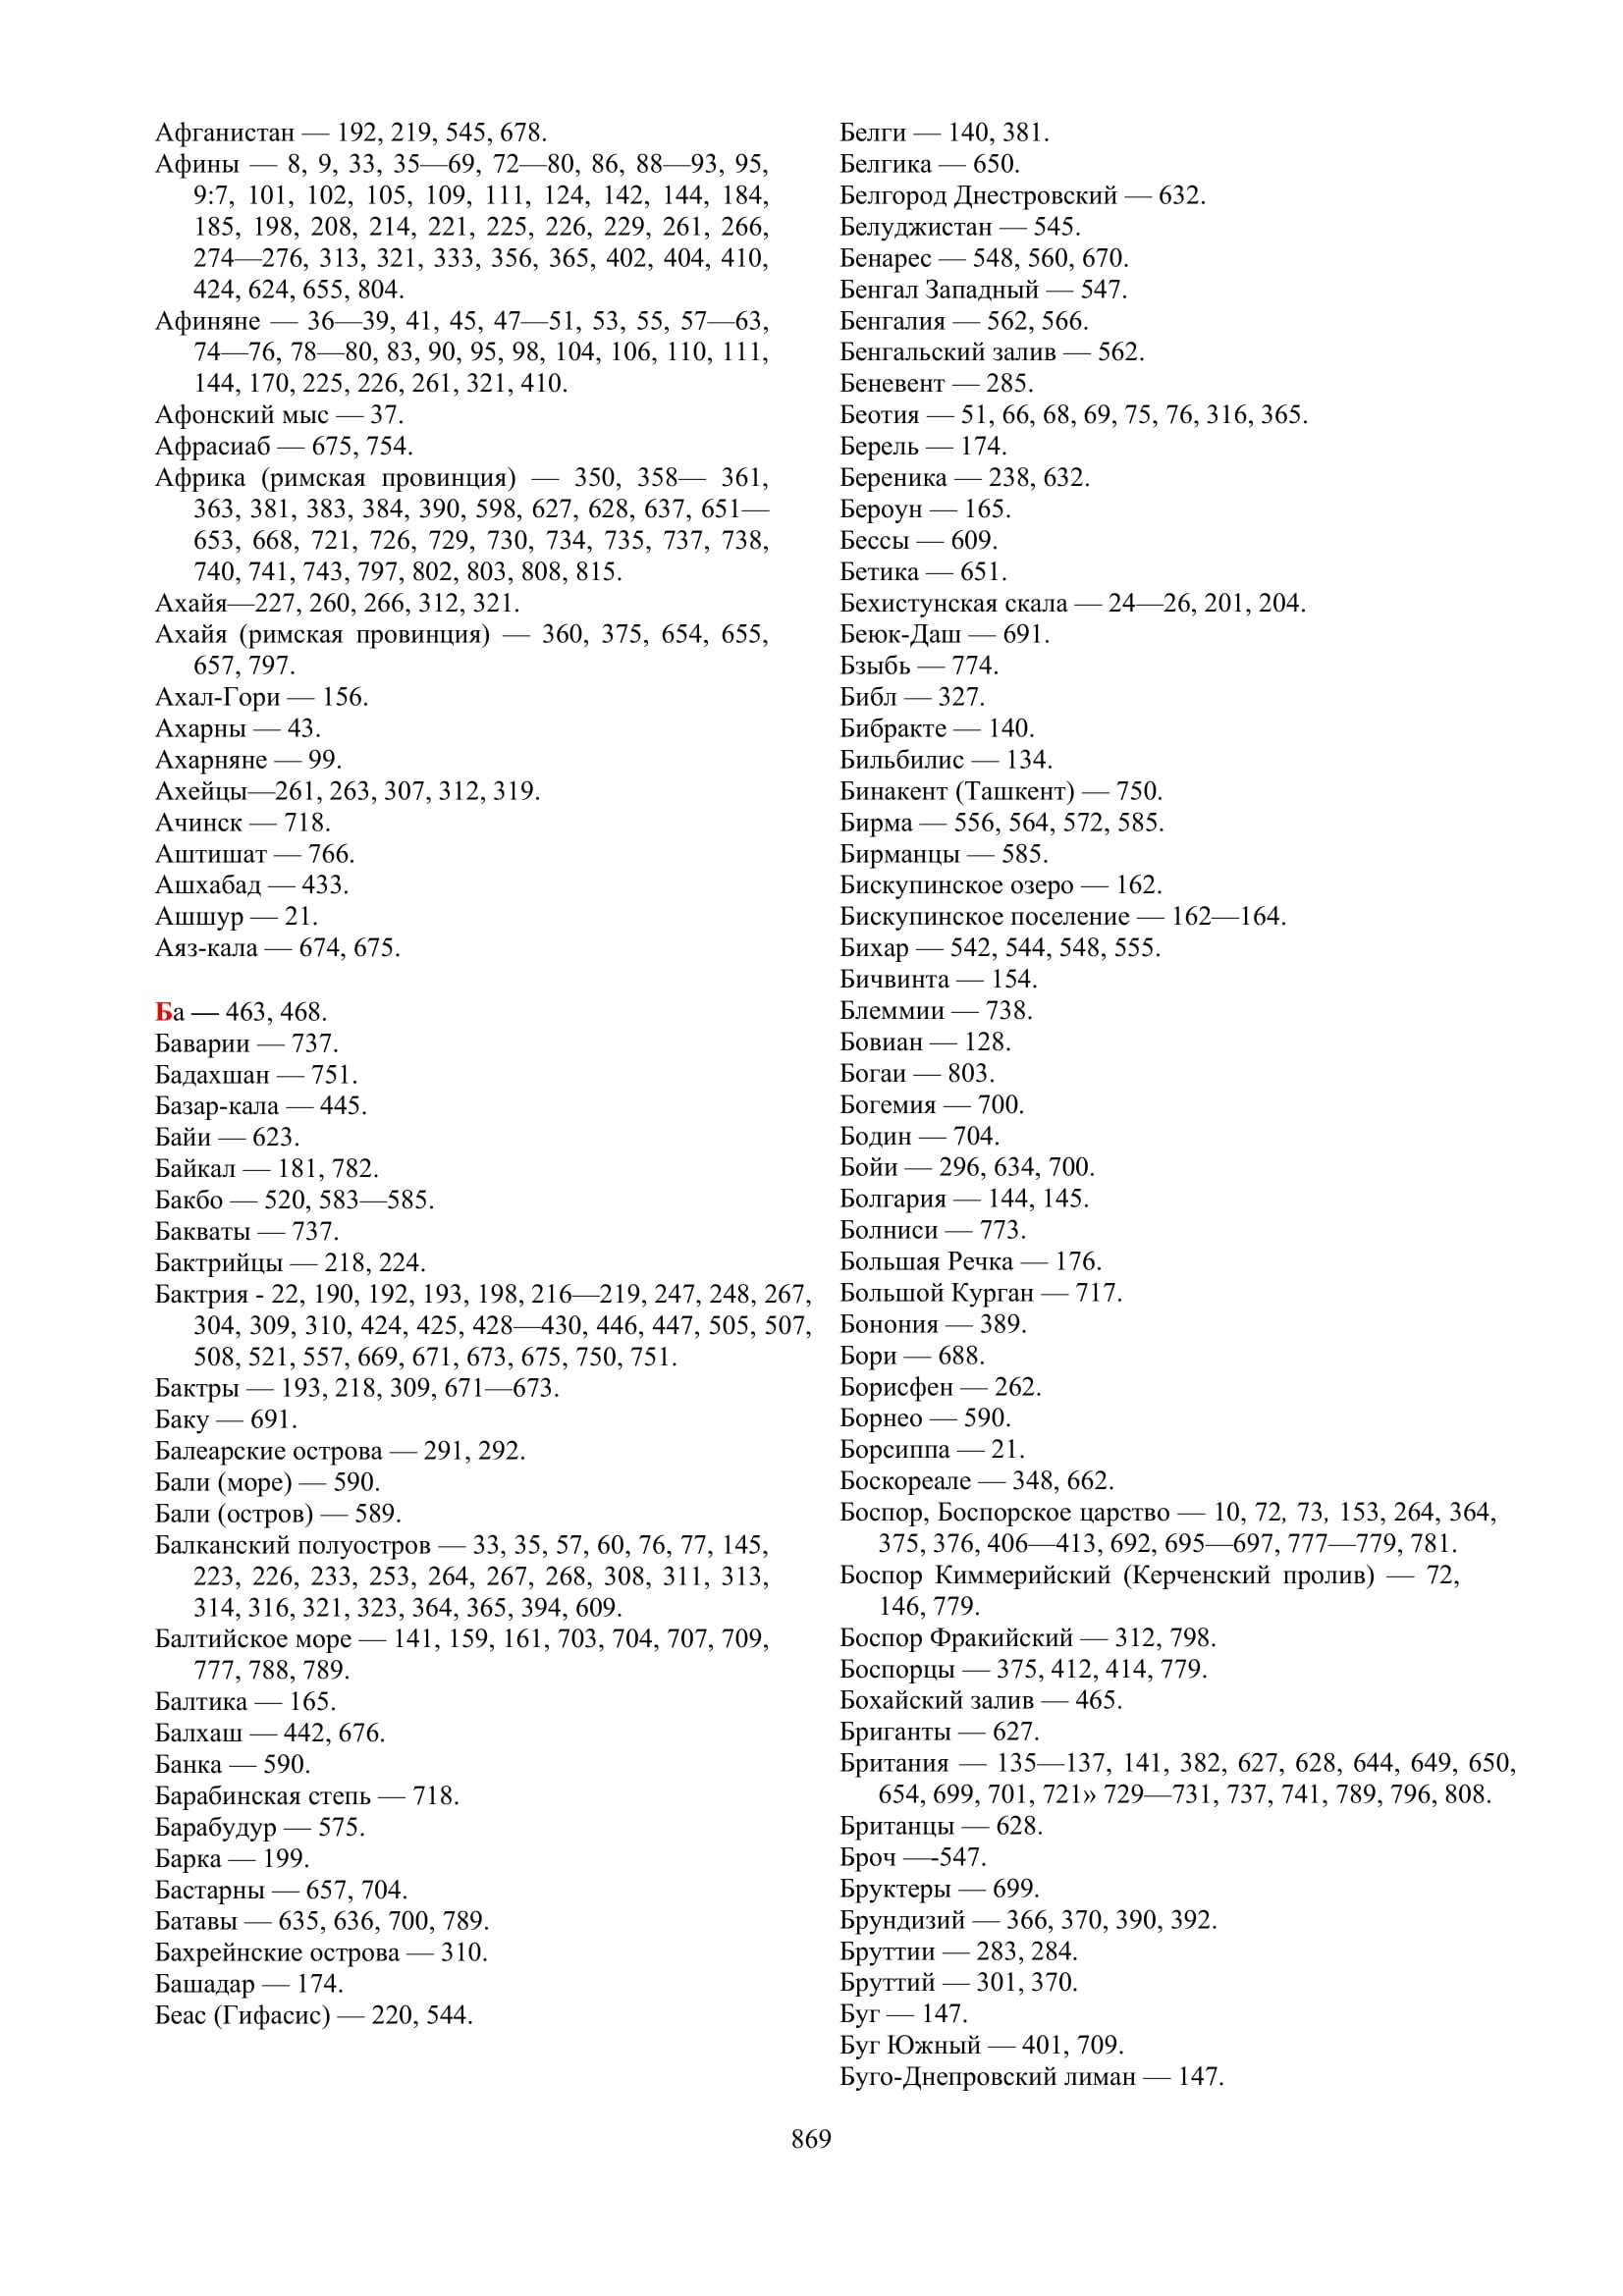 Афганистан — 192, 219, 545, 678.
Афины — 8, 9, 33, 35—69, 72—80, 86, 88—93, 95,
9:7, 101, 102, 105, 109, 111, 124, 142, 144, 184,
185, 198, 208, 214, 221, 225, 226, 229, 261, 266,
274—276, 313, 321, 333, 356, 365, 402, 404, 410,
424, 624, 655, 804.
Афиняне — 36—39, 41, 45, 47—51, 53, 55, 57—63,
74—76, 78—80, 83, 90, 95, 98, 104, 106, 110, 111,
144, 170, 225, 226, 261, 321, 410.
Афонский мыс — 37.
Афрасиаб — 675, 754.
Африка (римская провинция) — 350, 358— 361,
363, 381, 383, 384, 390, 598, 627, 628, 637, 651—
653, 668, 721, 726, 729, 730, 734, 735, 737, 738,
740, 741, 743, 797, 802, 803, 808, 815.
Ахайя—227, 260, 266, 312, 321.
Ахайя (римская провинция) — 360, 375, 654, 655,
657, 797.
Ахал-Гори — 156.
Ахарны — 43.
Ахарняне — 99.
Ахейцы—261, 263, 307, 312, 319.
Ачинск — 718.
Аштишат — 766.
Ашхабад — 433.
Ашшур — 21.
Аяз-кала — 674, 675.
Ба — 463, 468.
Баварии — 737.
Бадахшан — 751.
Базар-кала — 445.
Байи — 623.
Байкал — 181, 782.
Бакбо — 520, 583—585.
Бакваты — 737.
Бактрийцы — 218, 224.
Бактрия - 22, 190, 192, 193, 198, 216—219, 247, 248, 267,
304, 309, 310, 424, 425, 428—430, 446, 447, 505, 507,
508, 521, 557, 669, 671, 673, 675, 750, 751.
Бактры — 193, 218, 309, 671—673.
Баку — 691.
Балеарские острова — 291, 292.
Бали (море) — 590.
Бали (остров) — 589.
Балканский полуостров — 33, 35, 57, 60, 76, 77, 145,
223, 226, 233, 253, 264, 267, 268, 308, 311, 313,
314, 316, 321, 323, 364, 365, 394, 609.
Балтийское море — 141, 159, 161, 703, 704, 707, 709,
777, 788, 789.
Балтика — 165.
Балхаш — 442, 676.
Банка — 590.
Барабинская степь — 718.
Барабудур — 575.
Барка — 199.
Бастарны — 657, 704.
Батавы — 635, 636, 700, 789.
Бахрейнские острова — 310.
Башадар — 174.
Беас (Гифасис) — 220, 544.
Белги — 140, 381.
Белгика — 650.
Белгород Днестровский — 632.
Белуджистан — 545.
Бенарес — 548, 560, 670.
Бенгал Западный — 547.
Бенгалия — 562, 566.
Бенгальский залив — 562.
Беневент — 285.
Беотия — 51, 66, 68, 69, 75, 76, 316, 365.
Берель — 174.
Береника — 238, 632.
Бероун — 165.
Бессы — 609.
Бетика — 651.
Бехистунская скала — 24—26, 201, 204.
Беюк-Даш — 691.
Бзыбь — 774.
Библ — 327.
Бибракте — 140.
Бильбилис — 134.
Бинакент (Ташкент) — 750.
Бирма — 556, 564, 572, 585.
Бирманцы — 585.
Бискупинское озеро — 162.
Бискупинское поселение — 162—164.
Бихар — 542, 544, 548, 555.
Бичвинта — 154.
Блеммии — 738.
Бовиан — 128.
Богаи — 803.
Богемия — 700.
Бодин — 704.
Бойи — 296, 634, 700.
Болгария — 144, 145.
Болниси — 773.
Большая Речка — 176.
Большой Курган — 717.
Бонония — 389.
Бори — 688.
Борисфен — 262.
Борнео — 590.
Борсиппа — 21.
Боскореале — 348, 662.
Боспор, Боспорское царство — 10, 72, 73, 153, 264, 364,
375, 376, 406—413, 692, 695—697, 777—779, 781.
Боспор Киммерийский (Керченский пролив) — 72,
146, 779.
Боспор Фракийский — 312, 798.
Боспорцы — 375, 412, 414, 779.
Бохайский залив — 465.
Бриганты — 627.
Британия — 135—137, 141, 382, 627, 628, 644, 649, 650,
654, 699, 701, 721» 729—731, 737, 741, 789, 796, 808.
Британцы — 628.
Броч —-547.
Бруктеры — 699.
Брундизий — 366, 370, 390, 392.
Бруттии — 283, 284.
Бруттий — 301, 370.
Буг — 147.
Буг Южный — 401, 709.
Буго-Днепровский лиман — 147.
869